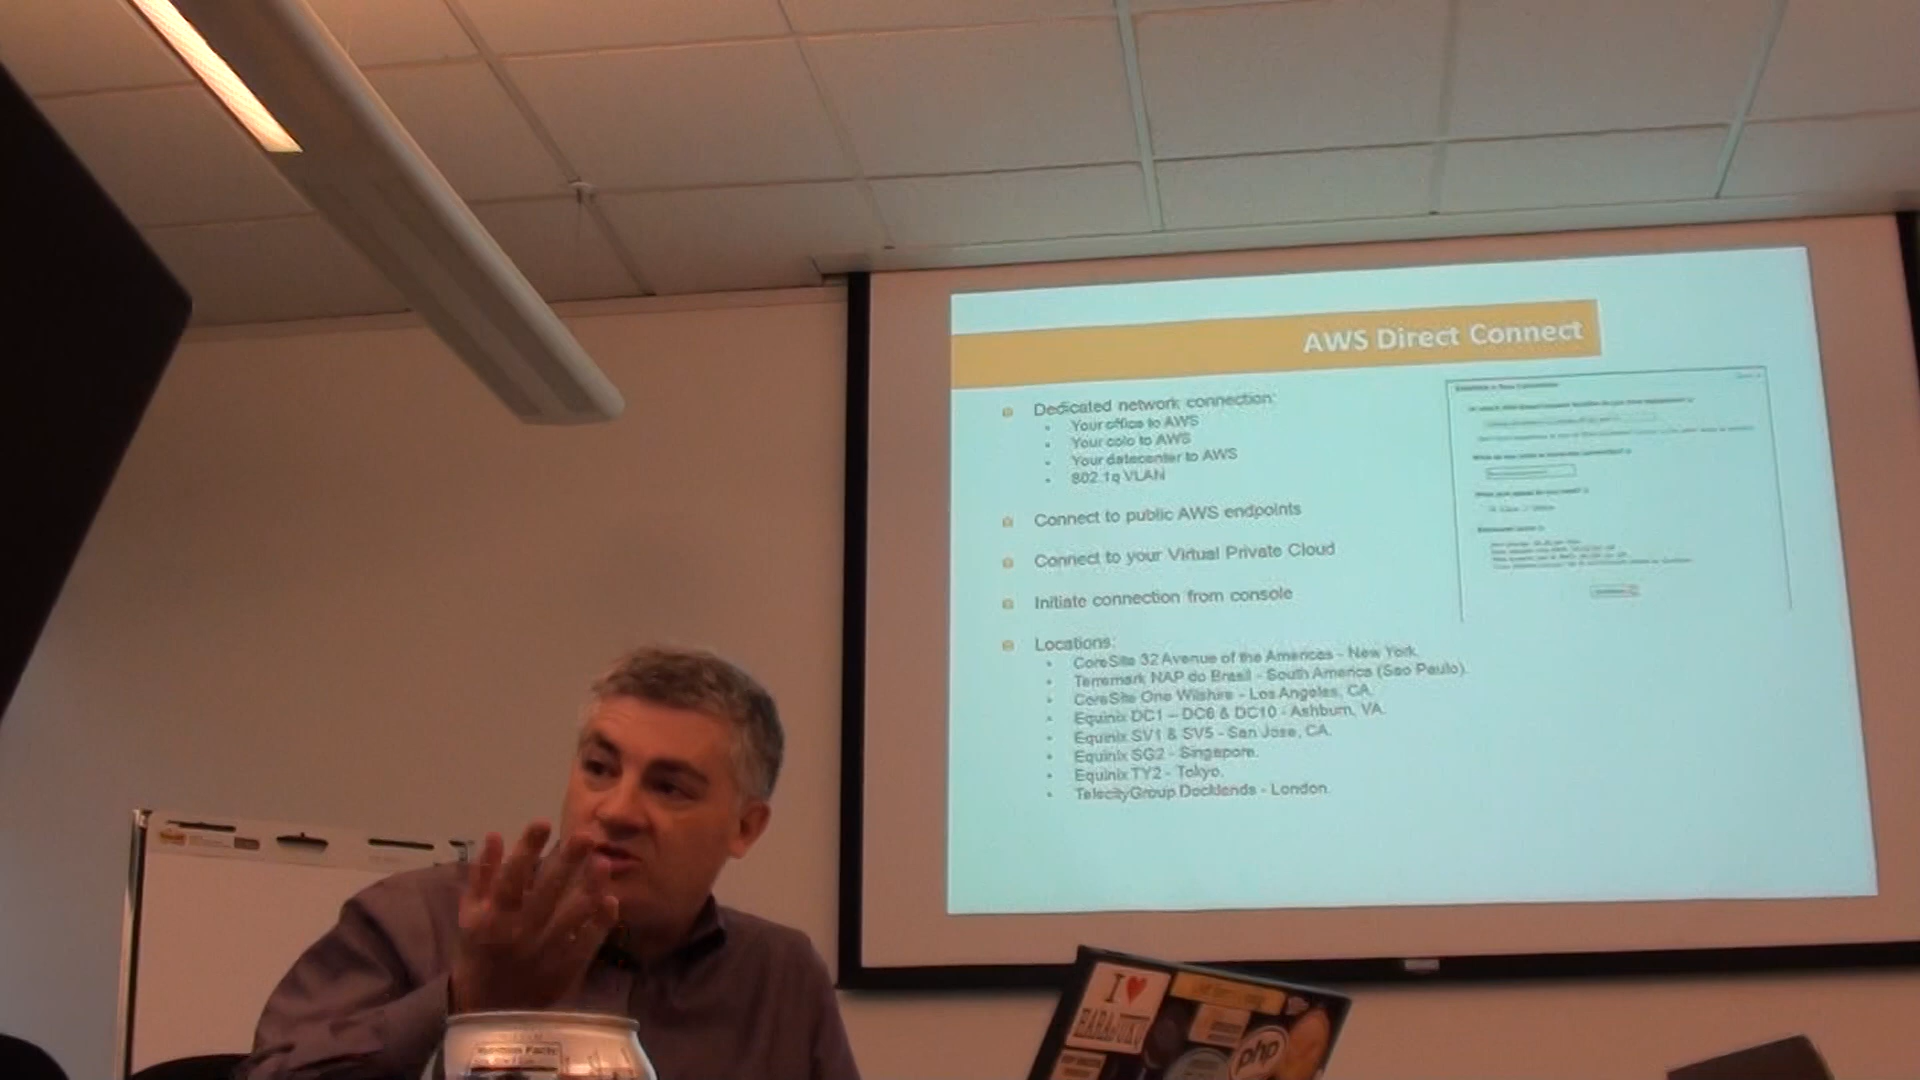 AWS Direct Connect
Dedicated network connection:
Your office to AWS
Your colo to AWS
Your datacenter to AWS
802.1q VLAN
Connect to public AWS endpoints
Connect to your Virtual Private Cloud
Initiate connection from console
Locations:
CoreSite 32 Avenue of the Americas - New York.
Terremark NAP do Brasil - South America (Sao Paulo).
CoreSite One Wilshire - Los Angeles, CA.
Equinix DC1 – DC6 & DC10 - Ashburn, VA.
Equinix SV1 & SV5 - San Jose, CA.
Equinix SG2 - Singapore.
Equinix TY2 - Tokyo.
TelecityGroup Docklands - London.
I ♥
HARAJUKU
php
Nutrition Facts